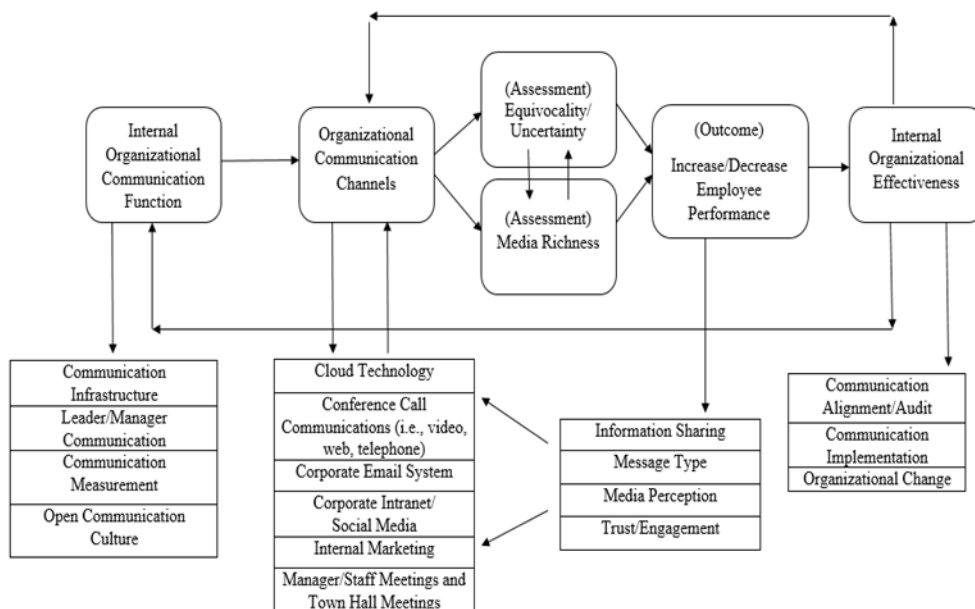 Internal
Organizational
Communication
Function
Organizational
Communication
Channels
(Assessment)
Equivocality/
Uncertainty
(Assessment)
Media Richness
(Outcome)
Increase/Decrease
Employee
Performance
Internal
Organizational
Effectiveness
Communication
Infrastructure
Leader/Manager
Communication
Communication
Measurement
Open Communication
Culture
Cloud Technology
Conference Call
Communications (i.e., video,
web, telephone)
Corporate Email System
Corporate Intranet/
Social Media
Internal Marketing
Manager/Staff Meetings and
Town Hall Meetings
Information Sharing
Message Type
Media Perception
Trust/Engagement
Communication
Alignment/Audit
Communication
Implementation
Organizational Change